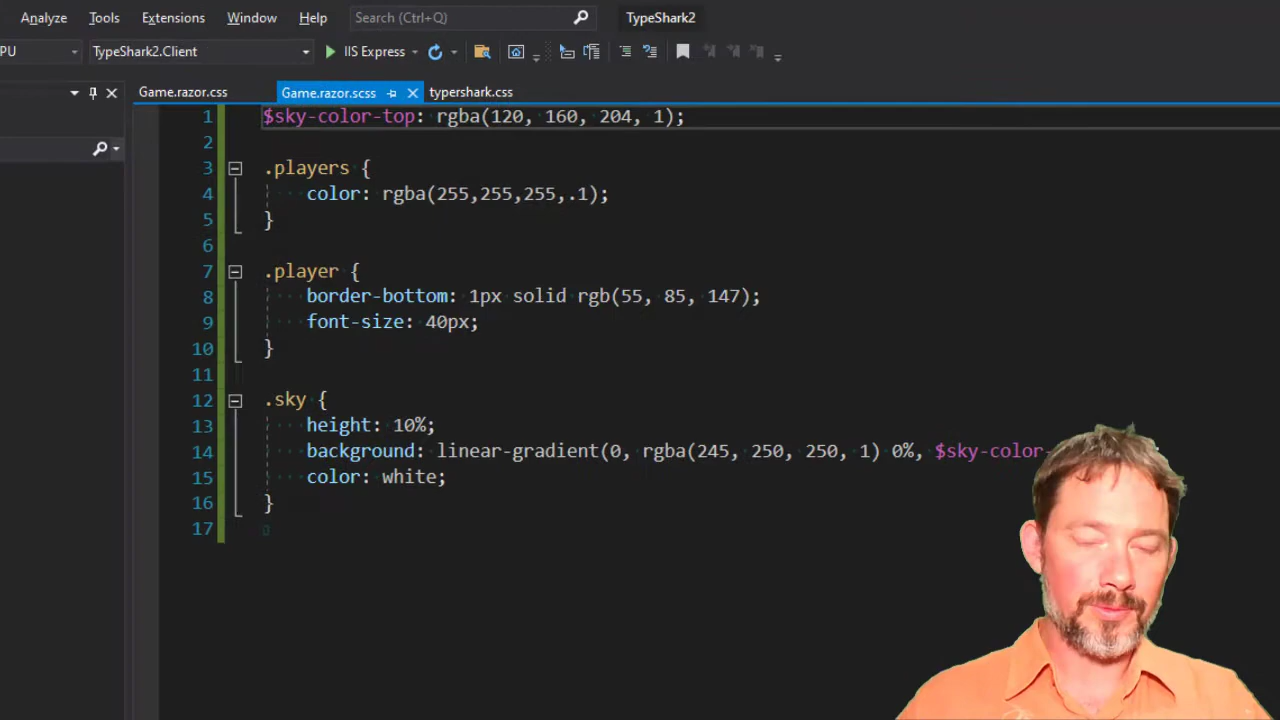 Analyze Tools Extensions Window Help Search (Ctrl+Q) TypeShark2
PU TypeShark2.Client IIS Express
Game.razor.css Game.razor.scss typershark.css
1 $sky-color-top: rgba(120, 160, 204, 1);
2
3 .players {
4 color: rgba(255,255,255,.1);
5 }
6
7 .player {
8 border-bottom: 1px solid rgb(55, 85, 147);
9 font-size: 40px;
10 }
11
12 .sky {
13 height: 10%;
14 background: linear-gradient(0, rgba(245, 250, 250, 1) 0%, $sky-color-
15 color: white;
16 }
17